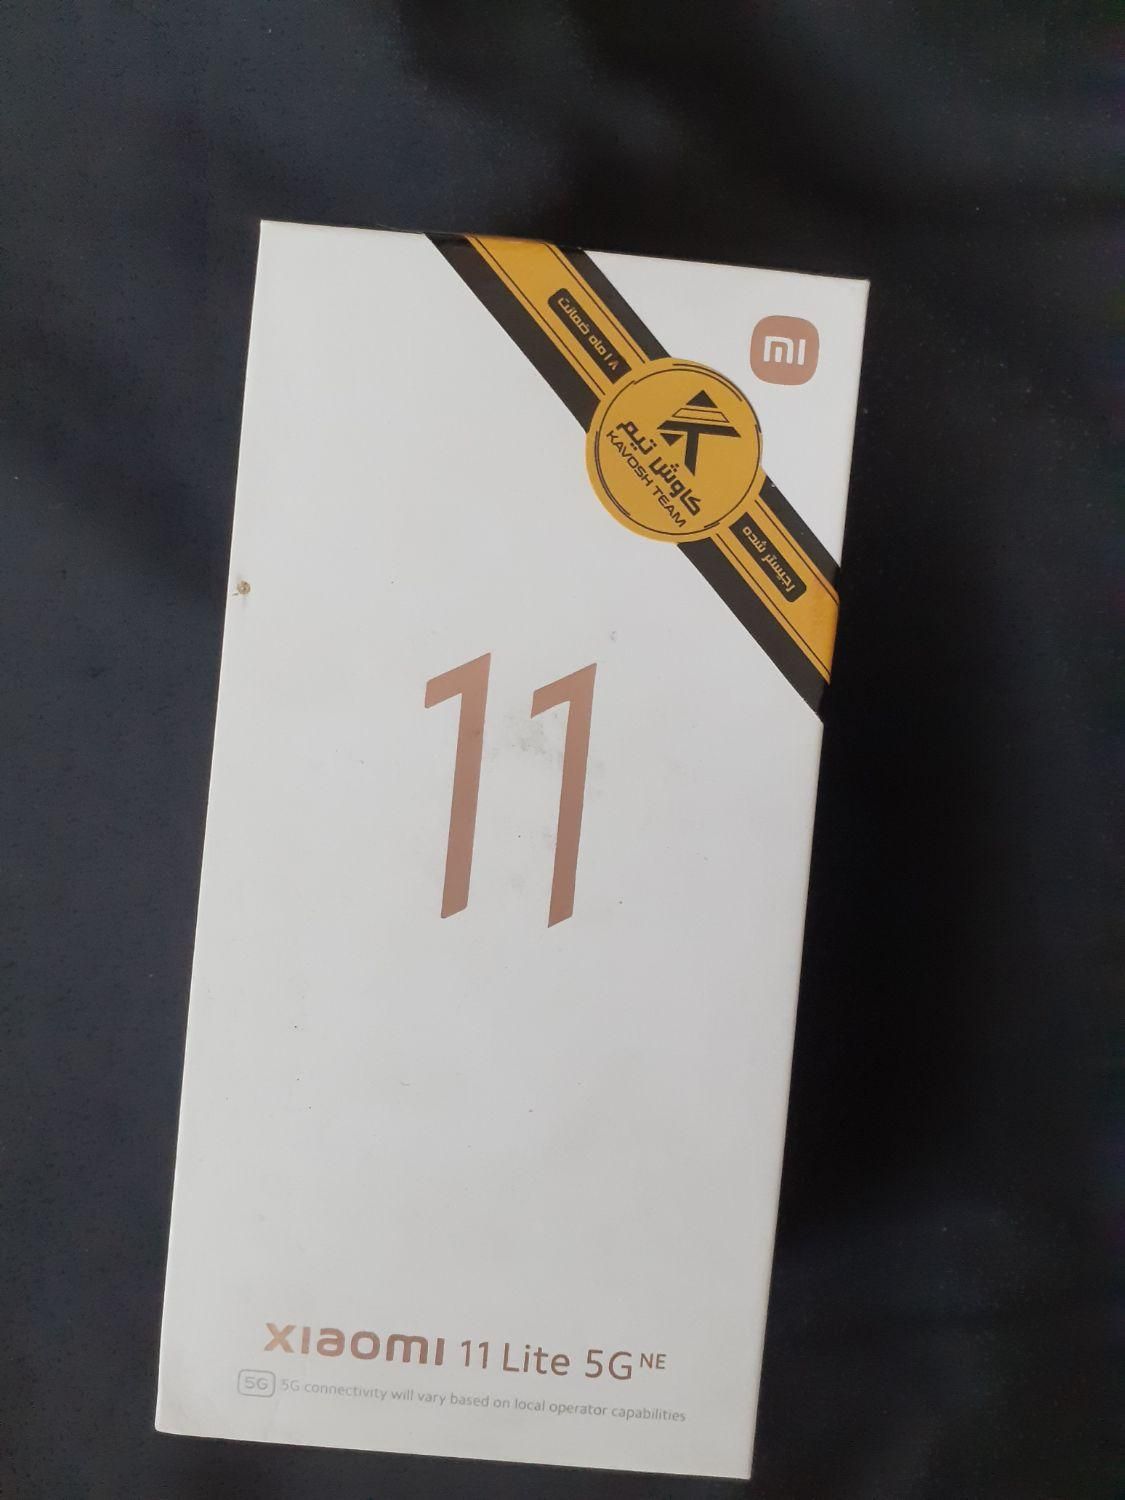 ۱۸ ماه ضمانت
mi
کاوش تیم
KAVOSH TEAM
رجیستر شده
11
xiaomi 11 Lite 5G NE
5G 5G connectivity will vary based on local operator capabilities